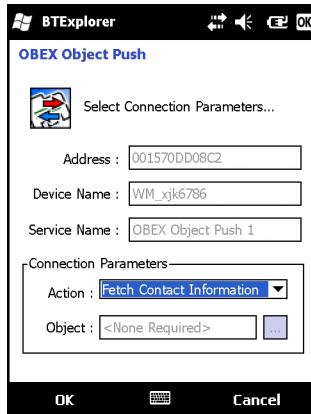 BTExplorer OK
OBEX Object Push
Select Connection Parameters...
Address : 001570DD08C2
Device Name : WM_xjk6786
Service Name : OBEX Object Push 1
Connection Parameters
Action : Fetch Contact Information
Object : <None Required> ...
OK Cancel